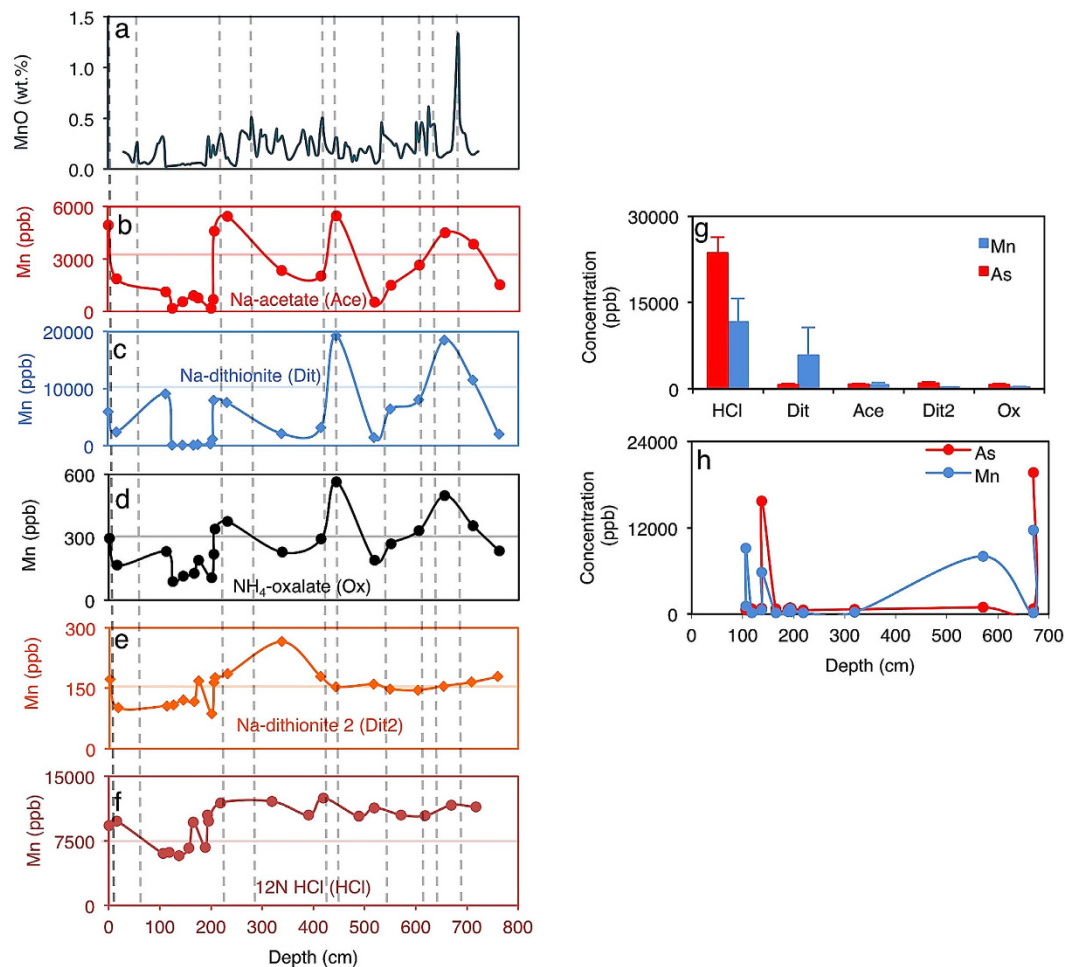 a
MnO (wt.%)
1.5
1.0
0.5
0.0
b
Mn (ppb)
6000
3000
0
Na-acetate (Ace)
c
Mn (ppb)
20000
10000
0
Na-dithionite (Dit)
d
Mn (ppb)
600
300
0
NH₄-oxalate (Ox)
e
Mn (ppb)
300
150
0
Na-dithionite 2 (Dit2)
f
Mn (ppb)
15000
7500
0
12N HCl (HCl)
0 100 200 300 400 500 600 700 800
Depth (cm)
g
Concentration
(ppb)
30000
15000
0
Mn
As
HCl Dit Ace Dit2 Ox
h
Concentration
(ppb)
24000
12000
0
As
Mn
0 100 200 300 400 500 600 700
Depth (cm)